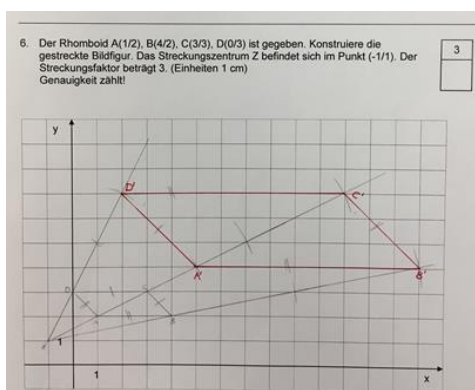 6. Der Rhomboid A(1/2), B(4/2), C(3/3), D(0/3) ist gegeben. Konstruiere die
gestreckte Bildfigur. Das Streckungszentrum Z befindet sich im Punkt (-1/1). Der
Streckungsfaktor beträgt 3. (Einheiten 1 cm)
Genauigkeit zählt!
3
y
D'
C'
A'
B'
D
1
1
x